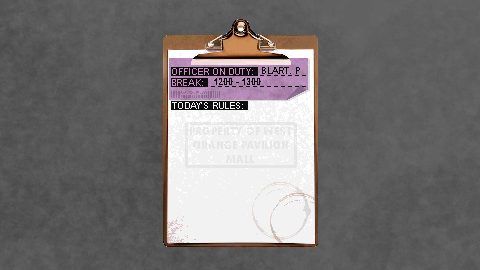 OFFICER ON DUTY: BLART, P.
BREAK: 1200 - 1300
TODAY'S RULES:
PROPERTY OF WEST
ORANGE PAVILION
MALL